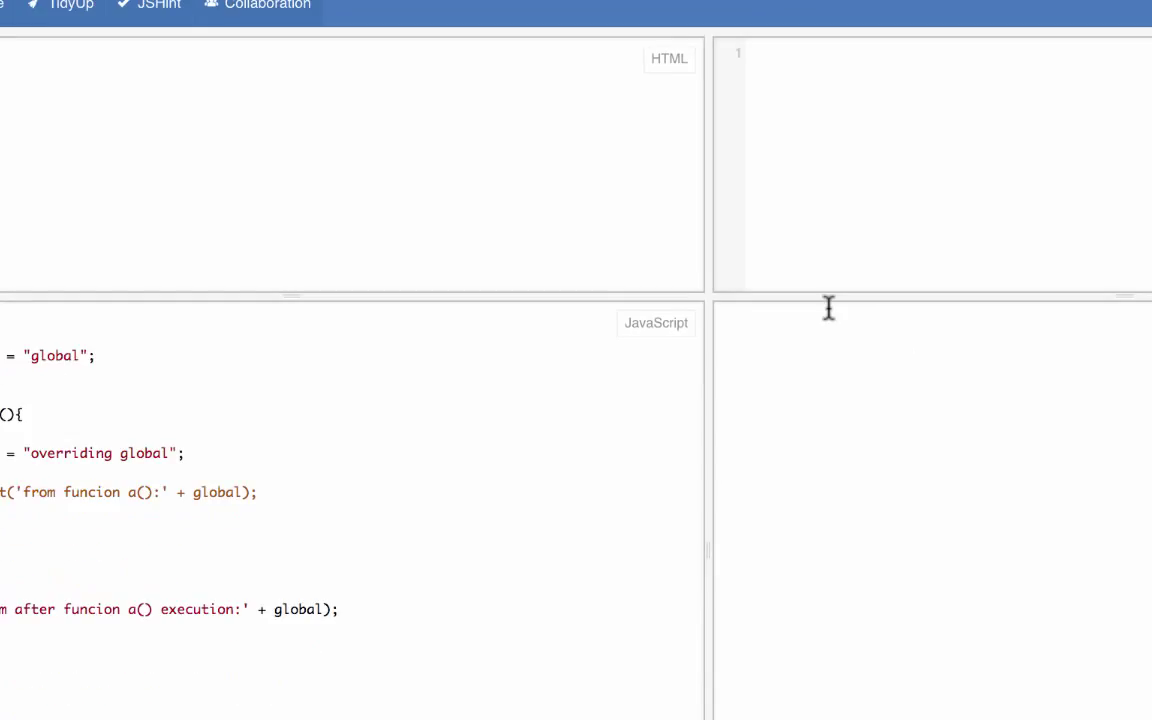 e TidyUp JSHint Collaboration
HTML
1
JavaScript
= "global";
(){
= "overriding global";
t('from funcion a():' + global);
m after funcion a() execution:' + global);